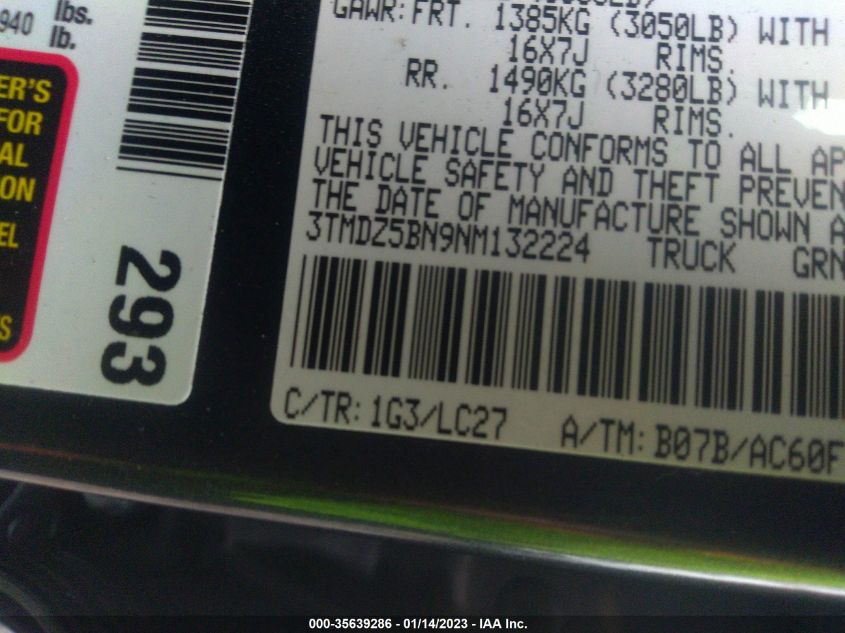 940 lbs.
lb.
ER'S
FOR
AL
ION
EL
S
293
GAWR: FRT. 1385KG (3050LB) WITH
16X7J RIMS.
RR. 1490KG (3280LB) WITH
16X7J RIMS.
THIS VEHICLE CONFORMS TO ALL AP
VEHICLE SAFETY AND THEFT PREVEN
THE DATE OF MANUFACTURE SHOWN A
3TMDZ5BN9NM132224 TRUCK GRN
C/TR: 1G3/LC27 A/TM: B07B/AC60F
000-35639286 - 01/14/2023 - IAA Inc.